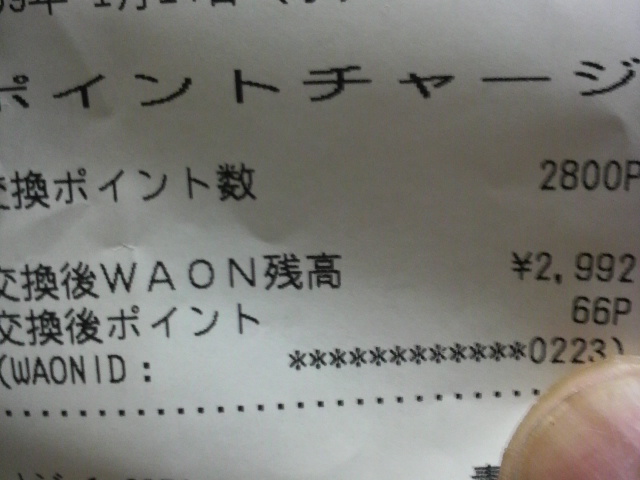 ポイントチャージ
交換ポイント数 2800P
交換後WAON残高 ¥2,992
交換後ポイント 66P
(WAONID: ************0223)